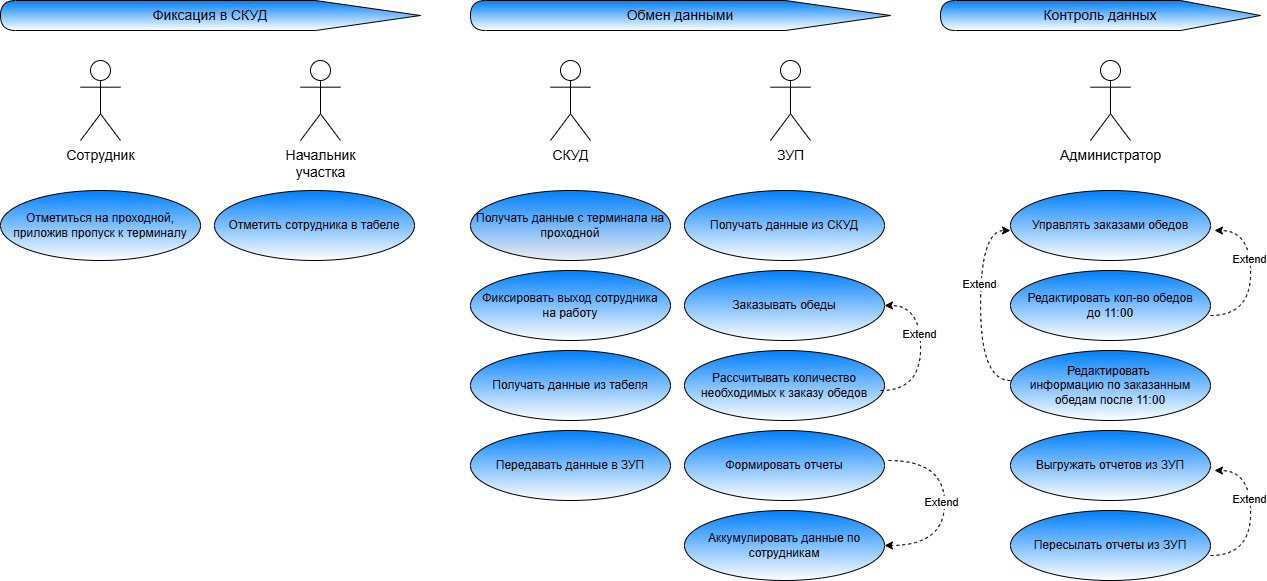 Фиксация в СКУД
Обмен данными
Контроль данных
Сотрудник
Начальник
участка
СКУД
ЗУП
Администратор
Отметиться на проходной,
приложив пропуск к терминалу
Отметить сотрудника в табеле
Получать данные с терминала на
проходной
Получать данные из СКУД
Управлять заказами обедов
Extend
Extend
Фиксировать выход сотрудника
на работу
Заказывать обеды
Редактировать кол-во обедов
до 11:00
Extend
Получать данные из табеля
Рассчитывать количество
необходимых к заказу обедов
Редактировать
информацию по заказанным
обедам после 11:00
Передавать данные в ЗУП
Формировать отчеты
Выгружать отчетов из ЗУП
Extend
Extend
Аккумулировать данные по
сотрудникам
Пересылать отчеты из ЗУП